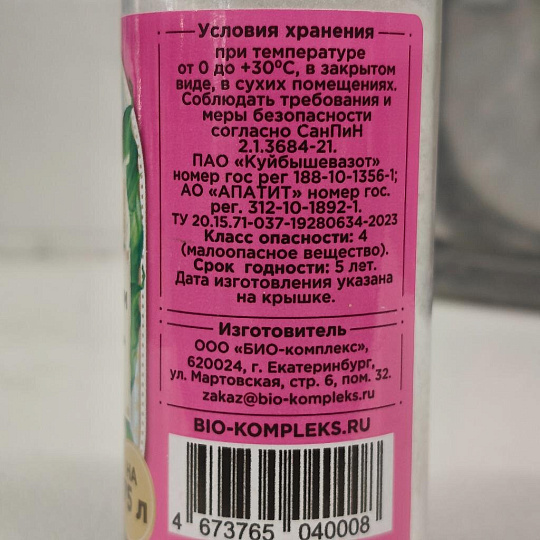 Условия хранения
при температуре
от 0 до +30°С, в закрытом
виде, в сухих помещениях.
Соблюдать требования и
меры безопасности
согласно СанПиН
2.1.3684-21.
ПАО «Куйбышевазот»
номер гос рег 188-10-1356-1;
АО «АПАТИТ» номер гос.
рег. 312-10-1892-1.
ТУ 20.15.71-037-19280634-2023
Класс опасности: 4
(малоопасное вещество).
Срок годности: 5 лет.
Дата изготовления указана
на крышке.
Изготовитель
ООО «БИО-комплекс»,
620024, г. Екатеринбург,
ул. Мартовская, стр. 6, пом. 32.
zakaz@bio-kompleks.ru
BIO-KOMPLEKS.RU
4 673765 040008
НА
5 Л